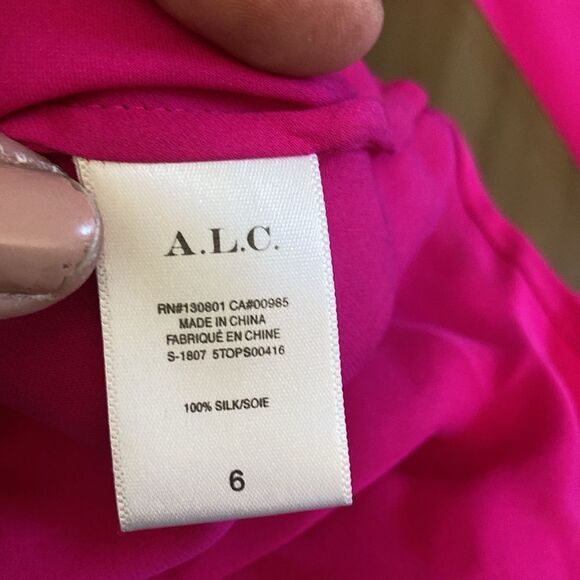 A.L.C.
RN#130801 CA#00985
MADE IN CHINA
FABRIQUÉ EN CHINE
S-1807 5TOPS00416
100% SILK/SOIE
6